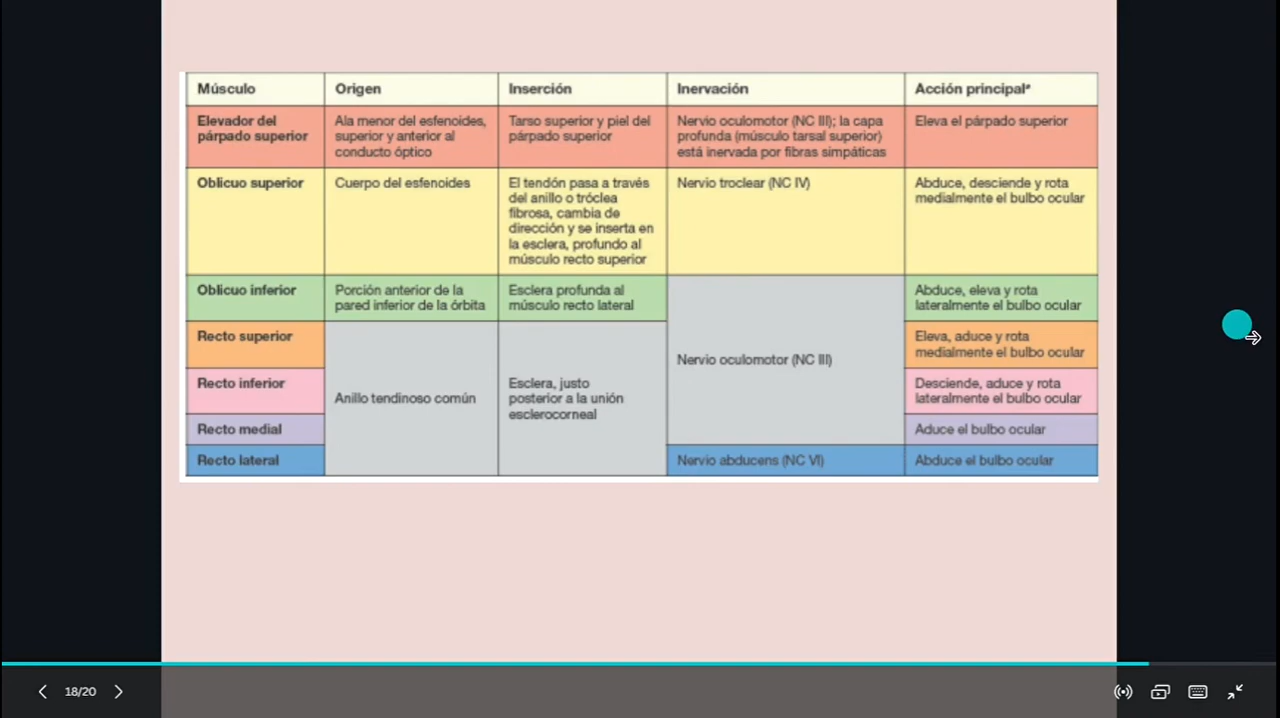 Músculo
Origen
Inserción
Inervación
Acción principalª
Elevador del
párpado superior
Ala menor del esfenoides,
superior y anterior al
conducto óptico
Tarso superior y piel del
párpado superior
Nervio oculomotor (NC III); la capa
profunda (músculo tarsal superior)
está inervada por fibras simpáticas
Eleva el párpado superior
Oblicuo superior
Cuerpo del esfenoides
El tendón pasa a través
del anillo o tróclea
fibrosa, cambia de
dirección y se inserta en
la esclera, profundo al
músculo recto superior
Nervio troclear (NC IV)
Abduce, desciende y rota
medialmente el bulbo ocular
Oblicuo inferior
Porción anterior de la
pared inferior de la órbita
Esclera profunda al
músculo recto lateral
Nervio oculomotor (NC III)
Abduce, eleva y rota
lateralmente el bulbo ocular
Recto superior
Anillo tendinoso común
Esclera, justo
posterior a la unión
esclerocorneal
Eleva, aduce y rota
medialmente el bulbo ocular
Recto inferior
Desciende, aduce y rota
lateralmente el bulbo ocular
Recto medial
Aduce el bulbo ocular
Recto lateral
Nervio abducens (NC VI)
Abduce el bulbo ocular
18/20